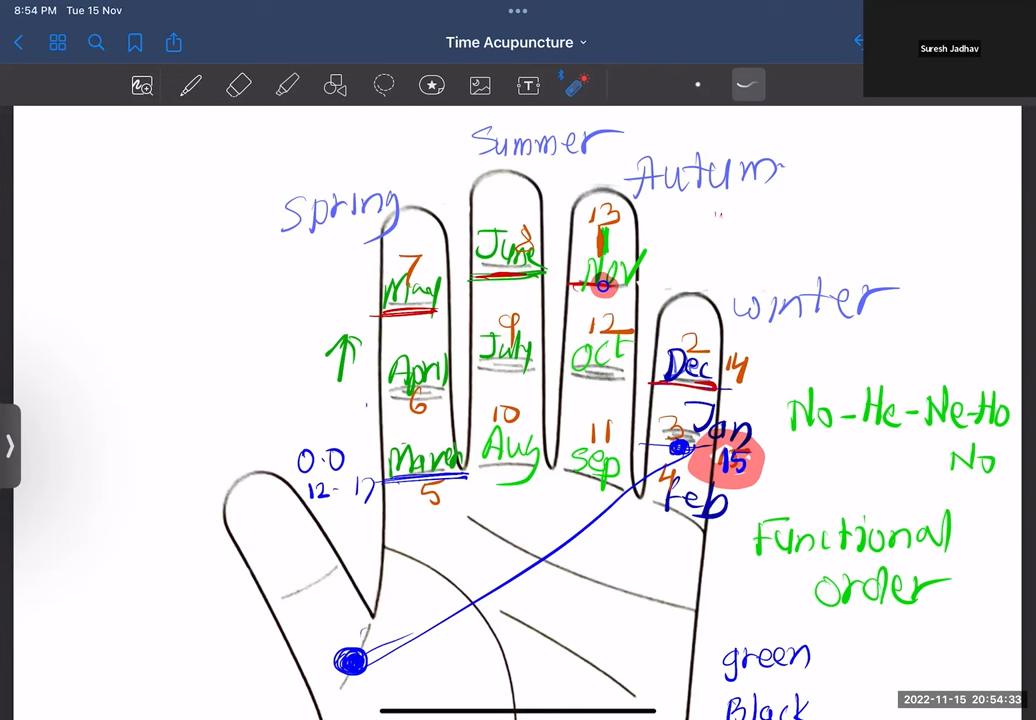 8:54 PM Tue 15 Nov
Time Acupuncture
Suresh Jadhav
Summer
Autum
Spring
winter
13
7
June 8
Nov
May
12
2
9
July
Oct
Dec 14
April
6
No-He-Ne-Ho
No
10
11
3 Jan
Aug
Sep
15
0.0
March
12-17
5
4
Feb
Functional
order
green
Black
2022-11-15 20:54:33